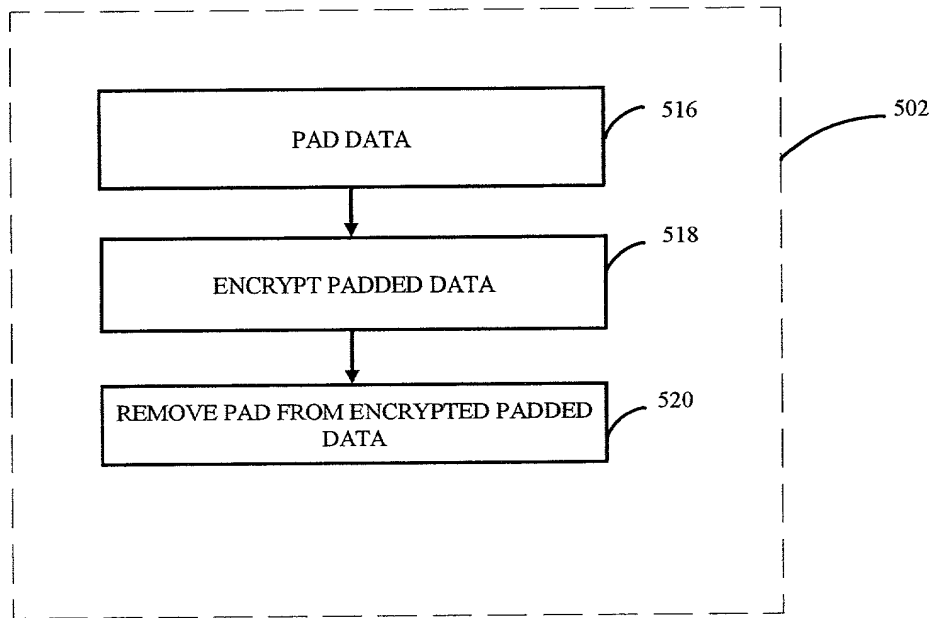 PAD DATA
516
502
ENCRYPT PADDED DATA
518
REMOVE PAD FROM ENCRYPTED PADDED
DATA
520